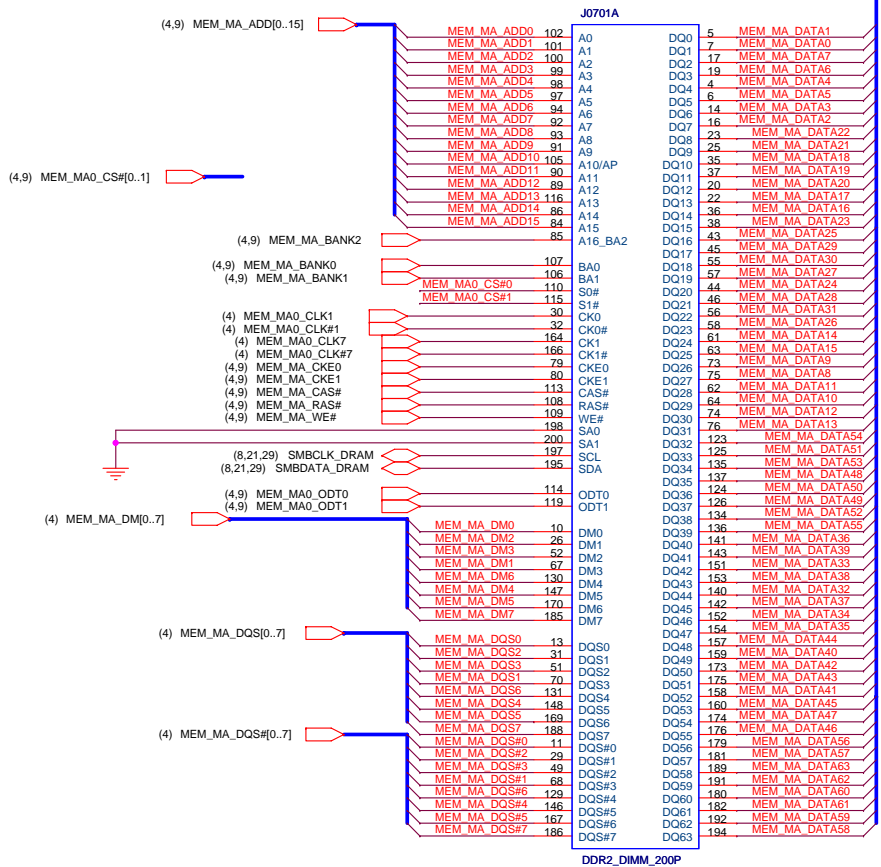 J0701A
(4,9) MEM_MA_ADD[0..15]
MEM_MA_ADD0 102 A0
MEM_MA_ADD1 101 A1
MEM_MA_ADD2 100 A2
MEM_MA_ADD3 99 A3
MEM_MA_ADD4 98 A4
MEM_MA_ADD5 97 A5
MEM_MA_ADD6 94 A6
MEM_MA_ADD7 92 A7
MEM_MA_ADD8 93 A8
MEM_MA_ADD9 91 A9
MEM_MA_ADD10 105 A10/AP
MEM_MA_ADD11 90 A11
MEM_MA_ADD12 89 A12
MEM_MA_ADD13 116 A13
MEM_MA_ADD14 86 A14
MEM_MA_ADD15 84 A15
(4,9) MEM_MA0_CS#[0..1]
(4,9) MEM_MA_BANK2 85 A16_BA2
(4,9) MEM_MA_BANK0 107 BA0
(4,9) MEM_MA_BANK1 106 BA1
MEM_MA0_CS#0 110 S0#
MEM_MA0_CS#1 115 S1#
(4) MEM_MA0_CLK1 30 CK0
(4) MEM_MA0_CLK#1 32 CK0#
(4) MEM_MA0_CLK7 164 CK1
(4) MEM_MA0_CLK#7 166 CK1#
(4,9) MEM_MA_CKE0 79 CKE0
(4,9) MEM_MA_CKE1 80 CKE1
(4,9) MEM_MA_CAS# 113 CAS#
(4,9) MEM_MA_RAS# 108 RAS#
(4,9) MEM_MA_WE# 109 WE#
198 SA0
200 SA1
(8,21,29) SMBCLK_DRAM 197 SCL
(8,21,29) SMBDATA_DRAM 195 SDA
(4,9) MEM_MA0_ODT0 114 ODT0
(4,9) MEM_MA0_ODT1 119 ODT1
(4) MEM_MA_DM[0..7]
MEM_MA_DM0 10 DM0
MEM_MA_DM2 26 DM1
MEM_MA_DM3 52 DM2
MEM_MA_DM1 67 DM3
MEM_MA_DM6 130 DM4
MEM_MA_DM4 147 DM5
MEM_MA_DM5 170 DM6
MEM_MA_DM7 185 DM7
(4) MEM_MA_DQS[0..7]
MEM_MA_DQS0 13 DQS0
MEM_MA_DQS2 31 DQS1
MEM_MA_DQS3 51 DQS2
MEM_MA_DQS1 70 DQS3
MEM_MA_DQS6 131 DQS4
MEM_MA_DQS4 148 DQS5
MEM_MA_DQS5 169 DQS6
MEM_MA_DQS7 188 DQS7
(4) MEM_MA_DQS#[0..7]
MEM_MA_DQS#0 11 DQS#0
MEM_MA_DQS#2 29 DQS#1
MEM_MA_DQS#3 49 DQS#2
MEM_MA_DQS#1 68 DQS#3
MEM_MA_DQS#6 129 DQS#4
MEM_MA_DQS#4 146 DQS#5
MEM_MA_DQS#5 167 DQS#6
MEM_MA_DQS#7 186 DQS#7
DQ0 5 MEM_MA_DATA1
DQ1 7 MEM_MA_DATA0
DQ2 17 MEM_MA_DATA7
DQ3 19 MEM_MA_DATA6
DQ4 4 MEM_MA_DATA4
DQ5 6 MEM_MA_DATA5
DQ6 14 MEM_MA_DATA3
DQ7 16 MEM_MA_DATA2
DQ8 23 MEM_MA_DATA22
DQ9 25 MEM_MA_DATA21
DQ10 35 MEM_MA_DATA18
DQ11 37 MEM_MA_DATA19
DQ12 20 MEM_MA_DATA20
DQ13 22 MEM_MA_DATA17
DQ14 36 MEM_MA_DATA16
DQ15 38 MEM_MA_DATA23
DQ16 43 MEM_MA_DATA25
DQ17 45 MEM_MA_DATA29
DQ18 55 MEM_MA_DATA30
DQ19 57 MEM_MA_DATA27
DQ20 44 MEM_MA_DATA24
DQ21 46 MEM_MA_DATA28
DQ22 56 MEM_MA_DATA31
DQ23 58 MEM_MA_DATA26
DQ24 61 MEM_MA_DATA14
DQ25 63 MEM_MA_DATA15
DQ26 73 MEM_MA_DATA9
DQ27 75 MEM_MA_DATA8
DQ28 62 MEM_MA_DATA11
DQ29 64 MEM_MA_DATA10
DQ30 74 MEM_MA_DATA12
DQ31 76 MEM_MA_DATA13
DQ32 123 MEM_MA_DATA54
DQ33 125 MEM_MA_DATA51
DQ34 135 MEM_MA_DATA53
DQ35 137 MEM_MA_DATA48
DQ36 124 MEM_MA_DATA50
DQ37 126 MEM_MA_DATA49
DQ38 134 MEM_MA_DATA52
DQ39 136 MEM_MA_DATA55
DQ40 141 MEM_MA_DATA36
DQ41 143 MEM_MA_DATA39
DQ42 151 MEM_MA_DATA33
DQ43 153 MEM_MA_DATA38
DQ44 140 MEM_MA_DATA32
DQ45 142 MEM_MA_DATA37
DQ46 152 MEM_MA_DATA34
DQ47 154 MEM_MA_DATA35
DQ48 157 MEM_MA_DATA44
DQ49 159 MEM_MA_DATA40
DQ50 173 MEM_MA_DATA42
DQ51 175 MEM_MA_DATA43
DQ52 158 MEM_MA_DATA41
DQ53 160 MEM_MA_DATA45
DQ54 174 MEM_MA_DATA47
DQ55 176 MEM_MA_DATA46
DQ56 179 MEM_MA_DATA56
DQ57 181 MEM_MA_DATA57
DQ58 189 MEM_MA_DATA63
DQ59 191 MEM_MA_DATA62
DQ60 180 MEM_MA_DATA60
DQ61 182 MEM_MA_DATA61
DQ62 192 MEM_MA_DATA59
DQ63 194 MEM_MA_DATA58
DDR2_DIMM_200P